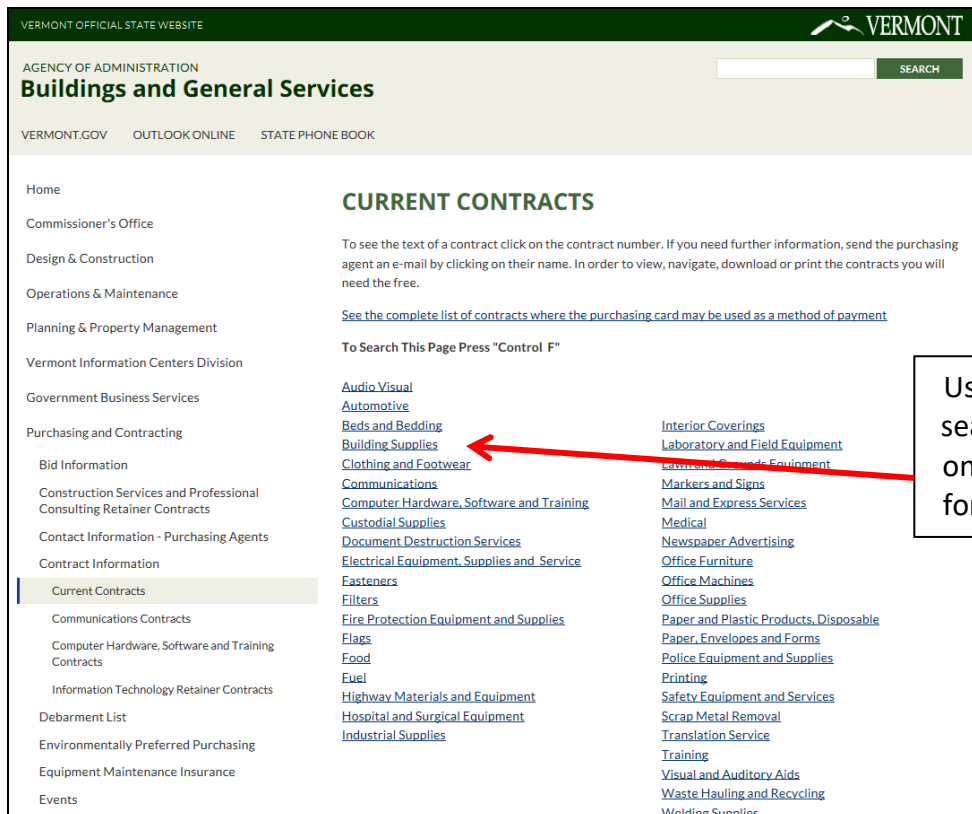 VERMONT OFFICIAL STATE WEBSITE
VERMONT
AGENCY OF ADMINISTRATION
Buildings and General Services
SEARCH
VERMONT.GOV OUTLOOK ONLINE STATE PHONE BOOK
Home
Commissioner's Office
Design & Construction
Operations & Maintenance
Planning & Property Management
Vermont Information Centers Division
Government Business Services
Purchasing and Contracting
Bid Information
Construction Services and Professional
Consulting Retainer Contracts
Contact Information - Purchasing Agents
Contract Information
Current Contracts
Communications Contracts
Computer Hardware, Software and Training
Contracts
Information Technology Retainer Contracts
Debarment List
Environmentally Preferred Purchasing
Equipment Maintenance Insurance
Events
CURRENT CONTRACTS
To see the text of a contract click on the contract number. If you need further information, send the purchasing
agent an e-mail by clicking on their name. In order to view, navigate, download or print the contracts you will
need the free.
See the complete list of contracts where the purchasing card may be used as a method of payment
To Search This Page Press "Control F"
Audio Visual
Automotive
Beds and Bedding
Building Supplies
Clothing and Footwear
Communications
Computer Hardware, Software and Training
Custodial Supplies
Document Destruction Services
Electrical Equipment, Supplies and Service
Fasteners
Filters
Fire Protection Equipment and Supplies
Flags
Food
Fuel
Highway Materials and Equipment
Hospital and Surgical Equipment
Industrial Supplies
Interior Coverings
Laboratory and Field Equipment
Lawn and Grounds Equipment
Markers and Signs
Mail and Express Services
Medical
Newspaper Advertising
Office Furniture
Office Machines
Office Supplies
Paper and Plastic Products, Disposable
Paper, Envelopes and Forms
Police Equipment and Supplies
Printing
Safety Equipment and Services
Scrap Metal Removal
Translation Service
Training
Visual and Auditory Aids
Waste Hauling and Recycling
Welding Supplies